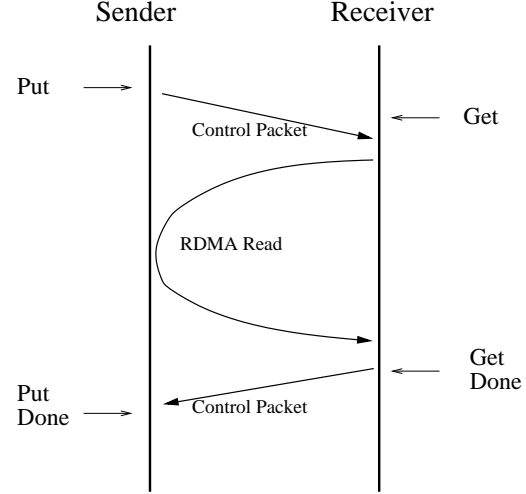 Sender
Receiver
Put
Get
Control Packet
RDMA Read
Get
Done
Put
Done
Control Packet